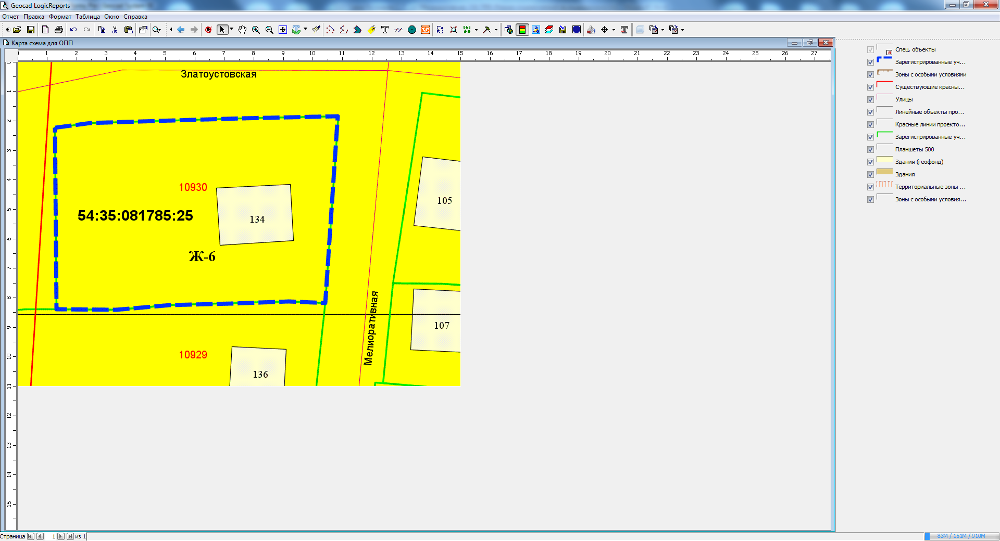 Geocad LogicReports
Отчет Правка Формат Таблица Окно Справка
Карта схема для ОПП
0 1 2 3 4 5 6 7 8 9 10 11 12 13 14 15 16 17 18 19 20 21 22 23 24 25 26 27
0 1 2 3 4 5 6 7 8 9 10 11 12 13 14 15
Златоустовская
10930
54:35:081785:25
134
Ж-6
105
107
Мелиоративная
10929
136
Спец. объекты
Зарегистрированные уч...
Зоны с особыми условиями
Существующие красны...
Улицы
Линейные объекты про...
Красные линии проекто...
Зарегистрированные уч...
Планшеты 500
Здания (геофонд)
Здания
Территориальные зоны ...
Зоны с особыми условия...
Страница 1 из 1
83M / 151M / 910M